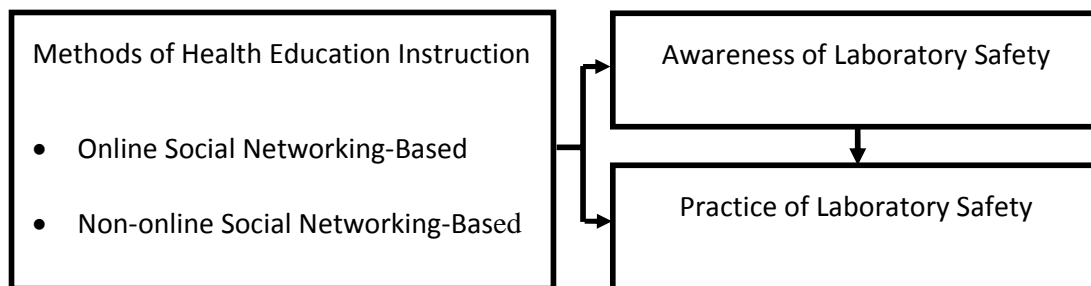 Methods of Health Education Instruction
• Online Social Networking-Based
• Non-online Social Networking-Based
Awareness of Laboratory Safety
Practice of Laboratory Safety